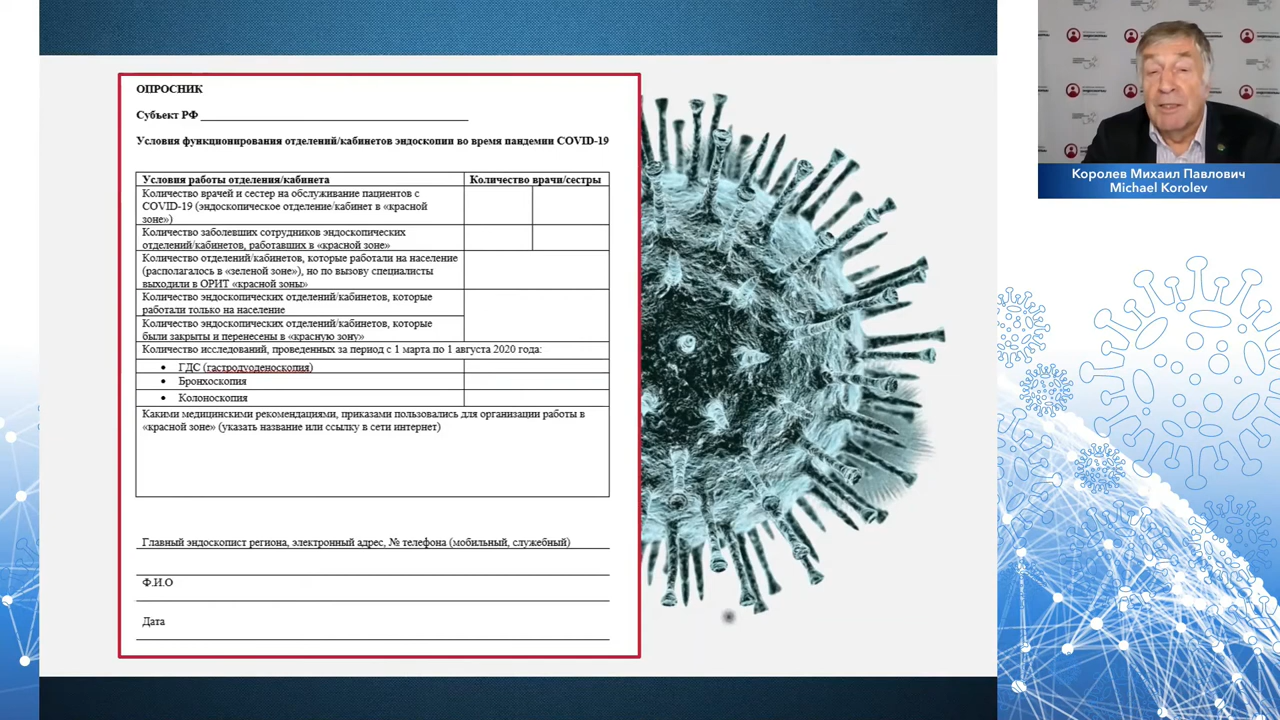 ОПРОСНИК
Субъект РФ
Условия функционирования отделений/кабинетов эндоскопии во время пандемии COVID-19
Условия работы отделения/кабинета
Количество врачи/сестры
Количество врачей и сестер на обслуживание пациентов с
COVID-19 (эндоскопическое отделение/кабинет в «красной
зоне»)
Количество заболевших сотрудников эндоскопических
отделений/кабинетов, работавших в «красной зоне»
Количество отделений/кабинетов, которые работали на население
(располагалось в «зеленой зоне»), но по вызову специалисты
выходили в ОРИТ «красной зоны»
Количество эндоскопических отделений/кабинетов, которые
работали только на население
Количество эндоскопических отделений/кабинетов, которые
были закрыты и перенесены в «красную зону»
Количество исследований, проведенных за период с 1 марта по 1 августа 2020 года:
• ГДС (гастродуоденоскопия)
• Бронхоскопия
• Колоноскопия
Какими медицинскими рекомендациями, приказами пользовались для организации работы в
«красной зоне» (указать название или ссылку в сети интернет)
Главный эндоскопист региона, электронный адрес, № телефона (мобильный, служебный)
Ф.И.О
Дата
Королев Михаил Павлович
Michael Korolev